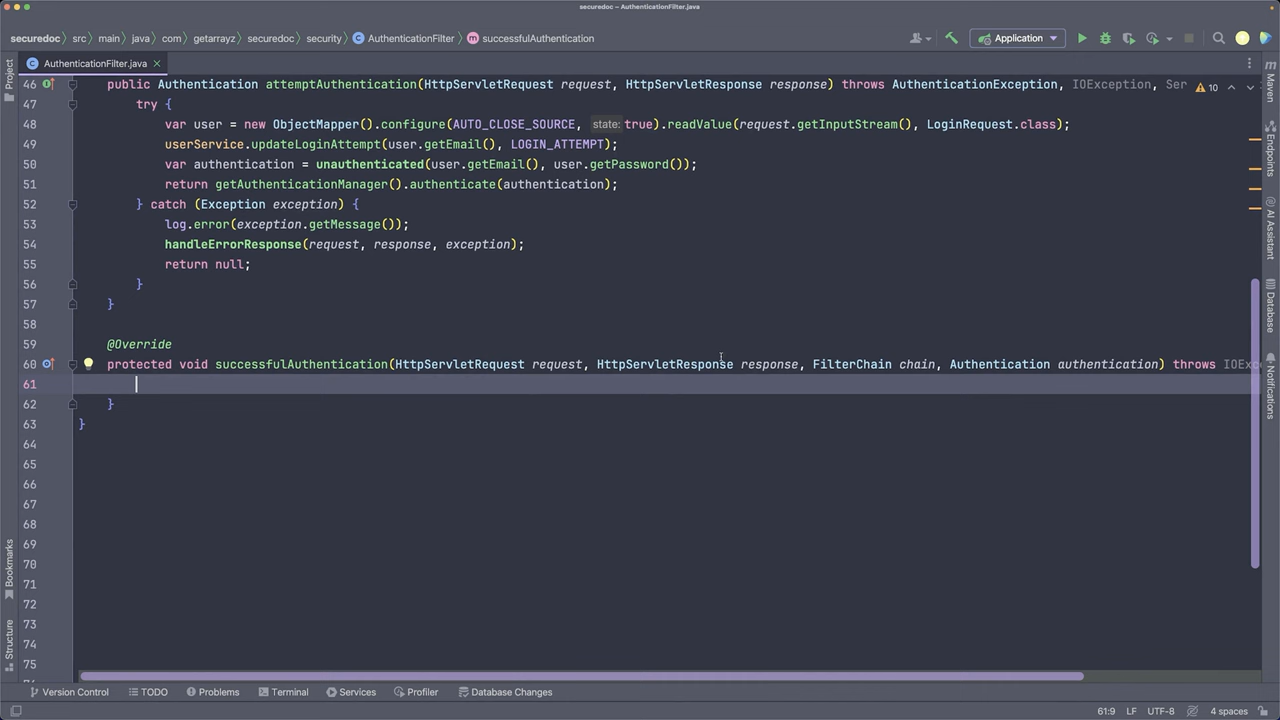 securedoc – AuthenticationFilter.java
securedoc src main java com getarrayz securedoc security AuthenticationFilter successfulAuthentication Application
Project AuthenticationFilter.java Maven
46 public Authentication attemptAuthentication(HttpServletRequest request, HttpServletResponse response) throws AuthenticationException, IOException, Ser 10
47 try {
48 var user = new ObjectMapper().configure(AUTO_CLOSE_SOURCE, state: true).readValue(request.getInputStream(), LoginRequest.class);
49 userService.updateLoginAttempt(user.getEmail(), LOGIN_ATTEMPT);
50 var authentication = unauthenticated(user.getEmail(), user.getPassword());
51 return getAuthenticationManager().authenticate(authentication);
52 } catch (Exception exception) {
53 log.error(exception.getMessage());
54 handleErrorResponse(request, response, exception);
55 return null;
56 }
57 }
58
59 @Override
60 protected void successfulAuthentication(HttpServletRequest request, HttpServletResponse response, FilterChain chain, Authentication authentication) throws IOExc
61
62 }
63 }
64
65
66
67
68
69
70
71
72
73
74
75
Endpoints
AI Assistant
Database
Notifications
Bookmarks
Structure
Version Control TODO Problems Terminal Services Profiler Database Changes
61:9 LF UTF-8 4 spaces